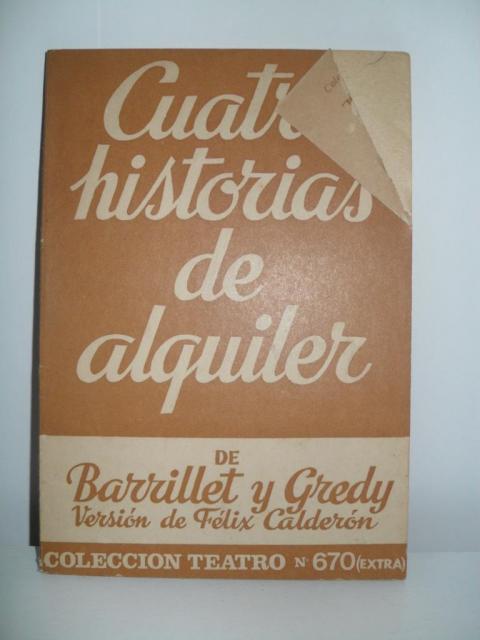 Cuatr
historias
de
alquiler
DE
Barrillet y Gredy
Versión de Félix Calderón
COLECCION TEATRO Nº 670 (EXTRA)